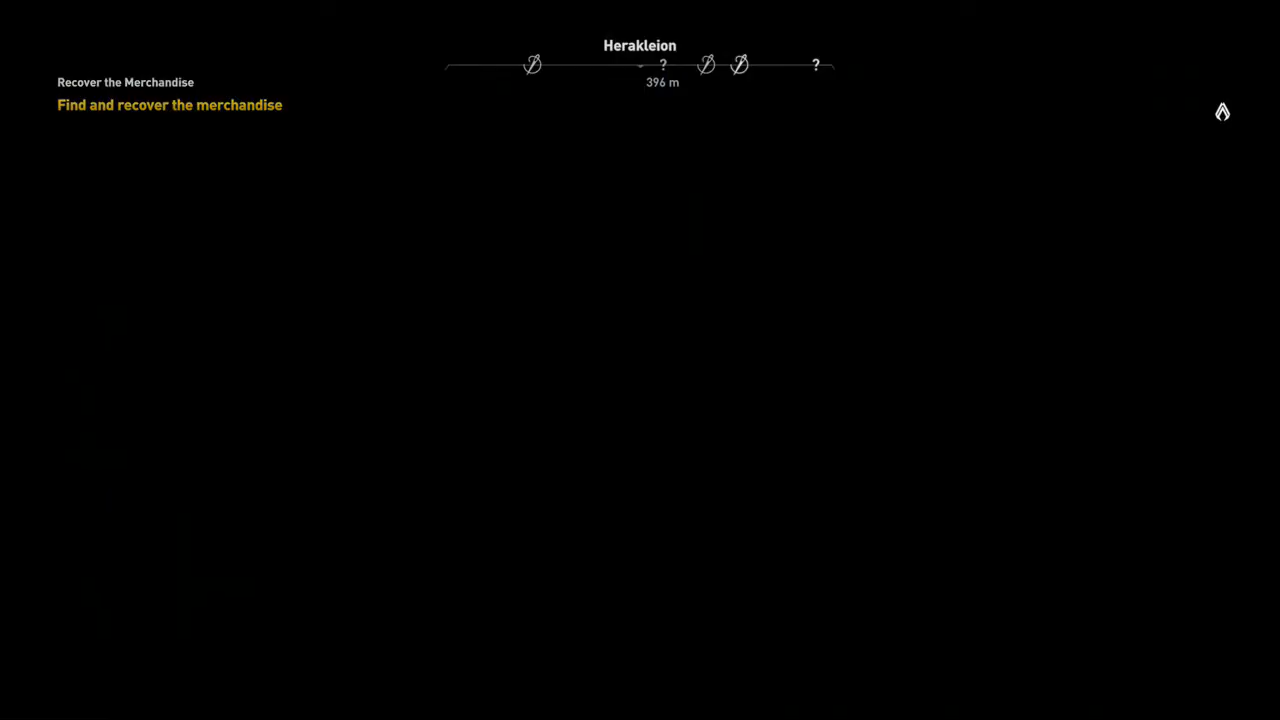 Herakleion
? ?
396 m
Recover the Merchandise
Find and recover the merchandise